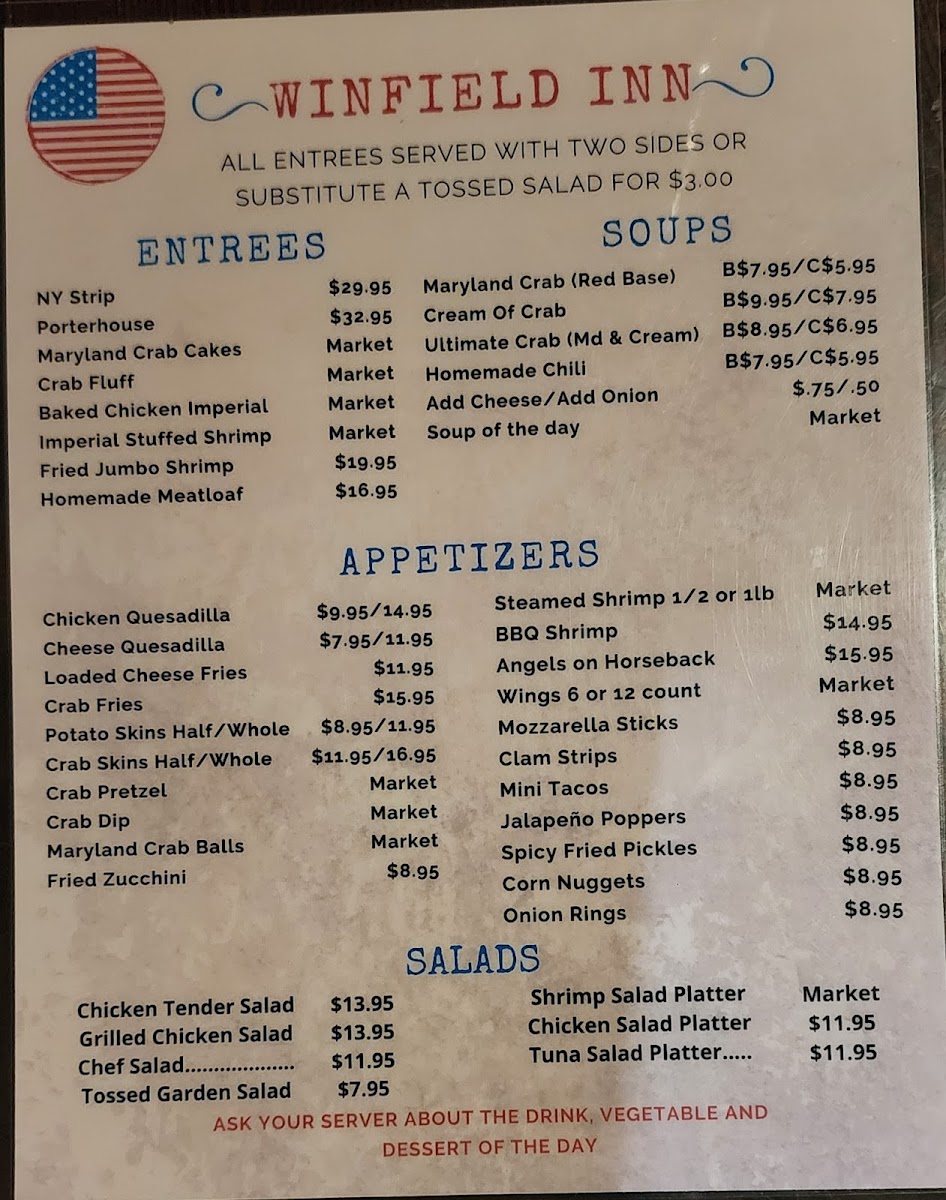 WINFIELD INN
ALL ENTREES SERVED WITH TWO SIDES OR
SUBSTITUTE A TOSSED SALAD FOR $3.00
ENTREES
NY Strip $29.95
Porterhouse $32.95
Maryland Crab Cakes Market
Crab Fluff Market
Baked Chicken Imperial Market
Imperial Stuffed Shrimp Market
Fried Jumbo Shrimp $19.95
Homemade Meatloaf $16.95
SOUPS
Maryland Crab (Red Base) B$7.95/C$5.95
Cream Of Crab B$9.95/C$7.95
Ultimate Crab (Md & Cream) B$8.95/C$6.95
Homemade Chili B$7.95/C$5.95
Add Cheese/Add Onion $.75/.50
Soup of the day Market
APPETIZERS
Chicken Quesadilla $9.95/14.95
Cheese Quesadilla $7.95/11.95
Loaded Cheese Fries $11.95
Crab Fries $15.95
Potato Skins Half/Whole $8.95/11.95
Crab Skins Half/Whole $11.95/16.95
Crab Pretzel Market
Crab Dip Market
Maryland Crab Balls Market
Fried Zucchini $8.95
Steamed Shrimp 1/2 or 1lb Market
BBQ Shrimp $14.95
Angels on Horseback $15.95
Wings 6 or 12 count Market
Mozzarella Sticks $8.95
Clam Strips $8.95
Mini Tacos $8.95
Jalapeño Poppers $8.95
Spicy Fried Pickles $8.95
Corn Nuggets $8.95
Onion Rings $8.95
SALADS
Chicken Tender Salad $13.95
Grilled Chicken Salad $13.95
Chef Salad................... $11.95
Tossed Garden Salad $7.95
Shrimp Salad Platter Market
Chicken Salad Platter $11.95
Tuna Salad Platter..... $11.95
ASK YOUR SERVER ABOUT THE DRINK, VEGETABLE AND
DESSERT OF THE DAY